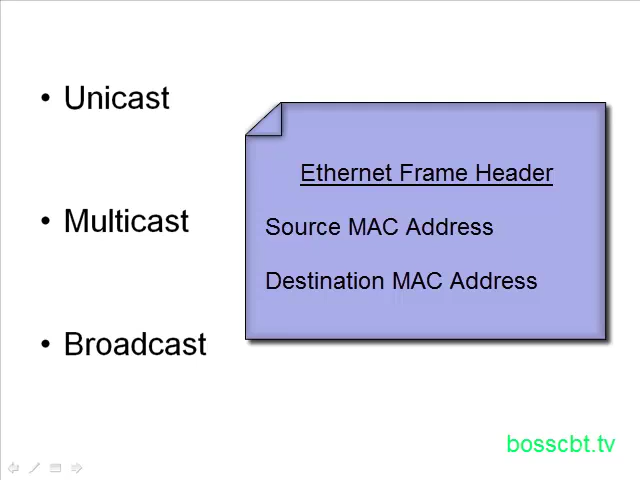 • Unicast
• Multicast
• Broadcast
Ethernet Frame Header
Source MAC Address
Destination MAC Address
bosscbt.tv